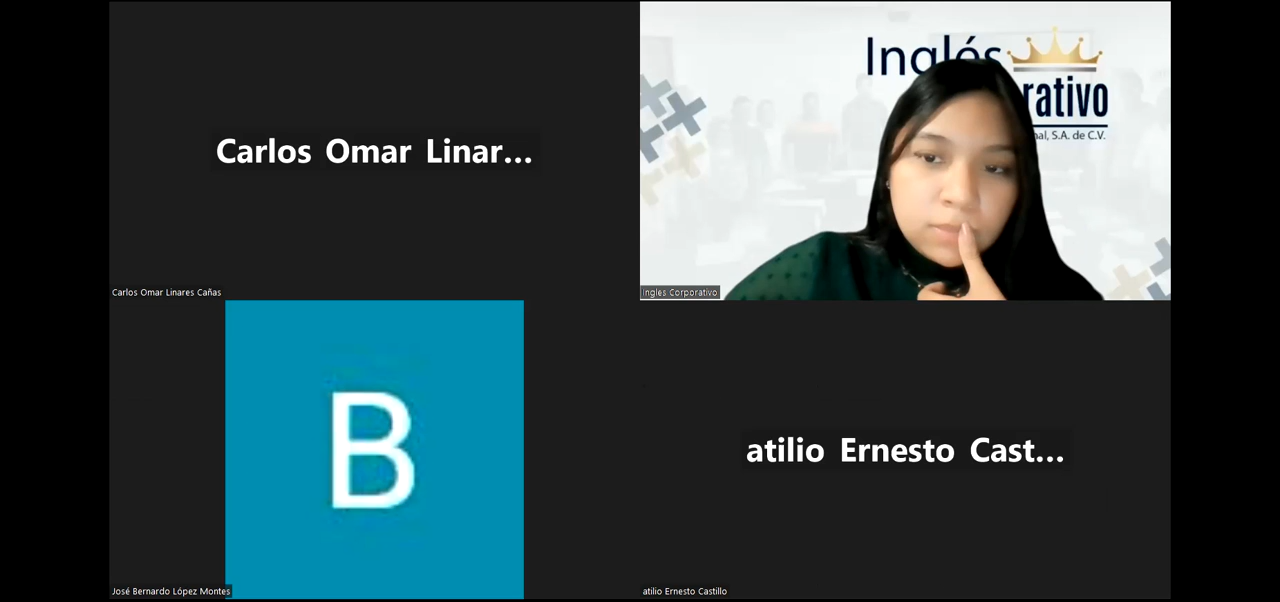 Carlos Omar Linar...
Carlos Omar Linares Cañas
Inglés
rativo
nal, S.A. de C.V.
Ingles Corporativo
B
José Bernardo López Montes
atilio Ernesto Cast...
atilio Ernesto Castillo